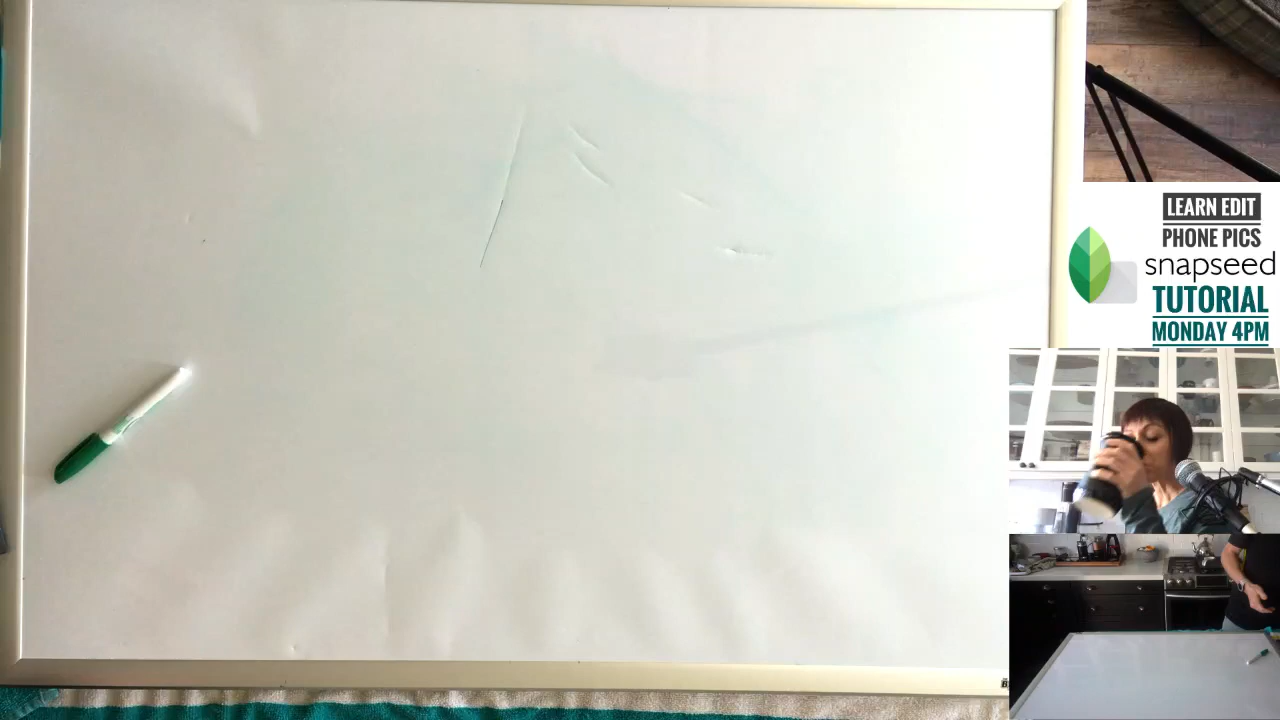 LEARN EDIT
PHONE PICS
snapseed
TUTORIAL
MONDAY 4PM